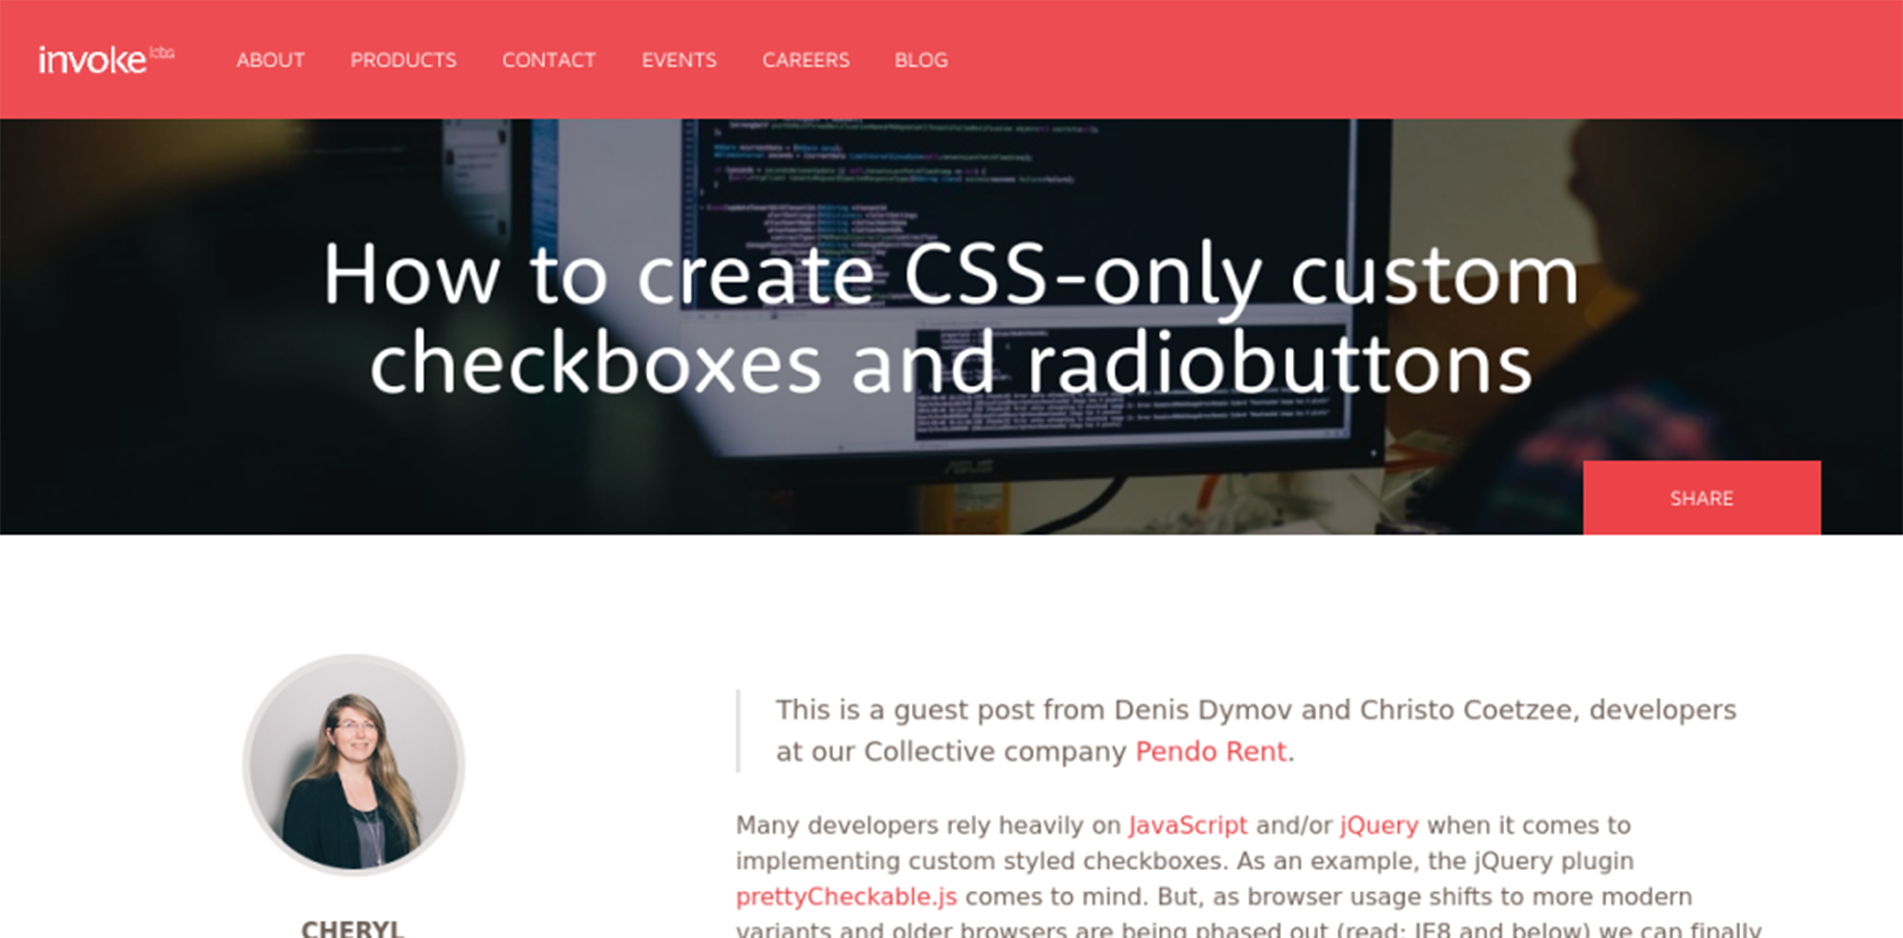 invoke labs
ABOUT PRODUCTS CONTACT EVENTS CAREERS BLOG
How to create CSS-only custom
checkboxes and radiobuttons
ASUS
SHARE
This is a guest post from Denis Dymov and Christo Coetzee, developers
at our Collective company Pendo Rent.
Many developers rely heavily on JavaScript and/or jQuery when it comes to
implementing custom styled checkboxes. As an example, the jQuery plugin
prettyCheckable.js comes to mind. But, as browser usage shifts to more modern
CHERYL
variants and older browsers are being phased out (read: IE8 and below) we can finally